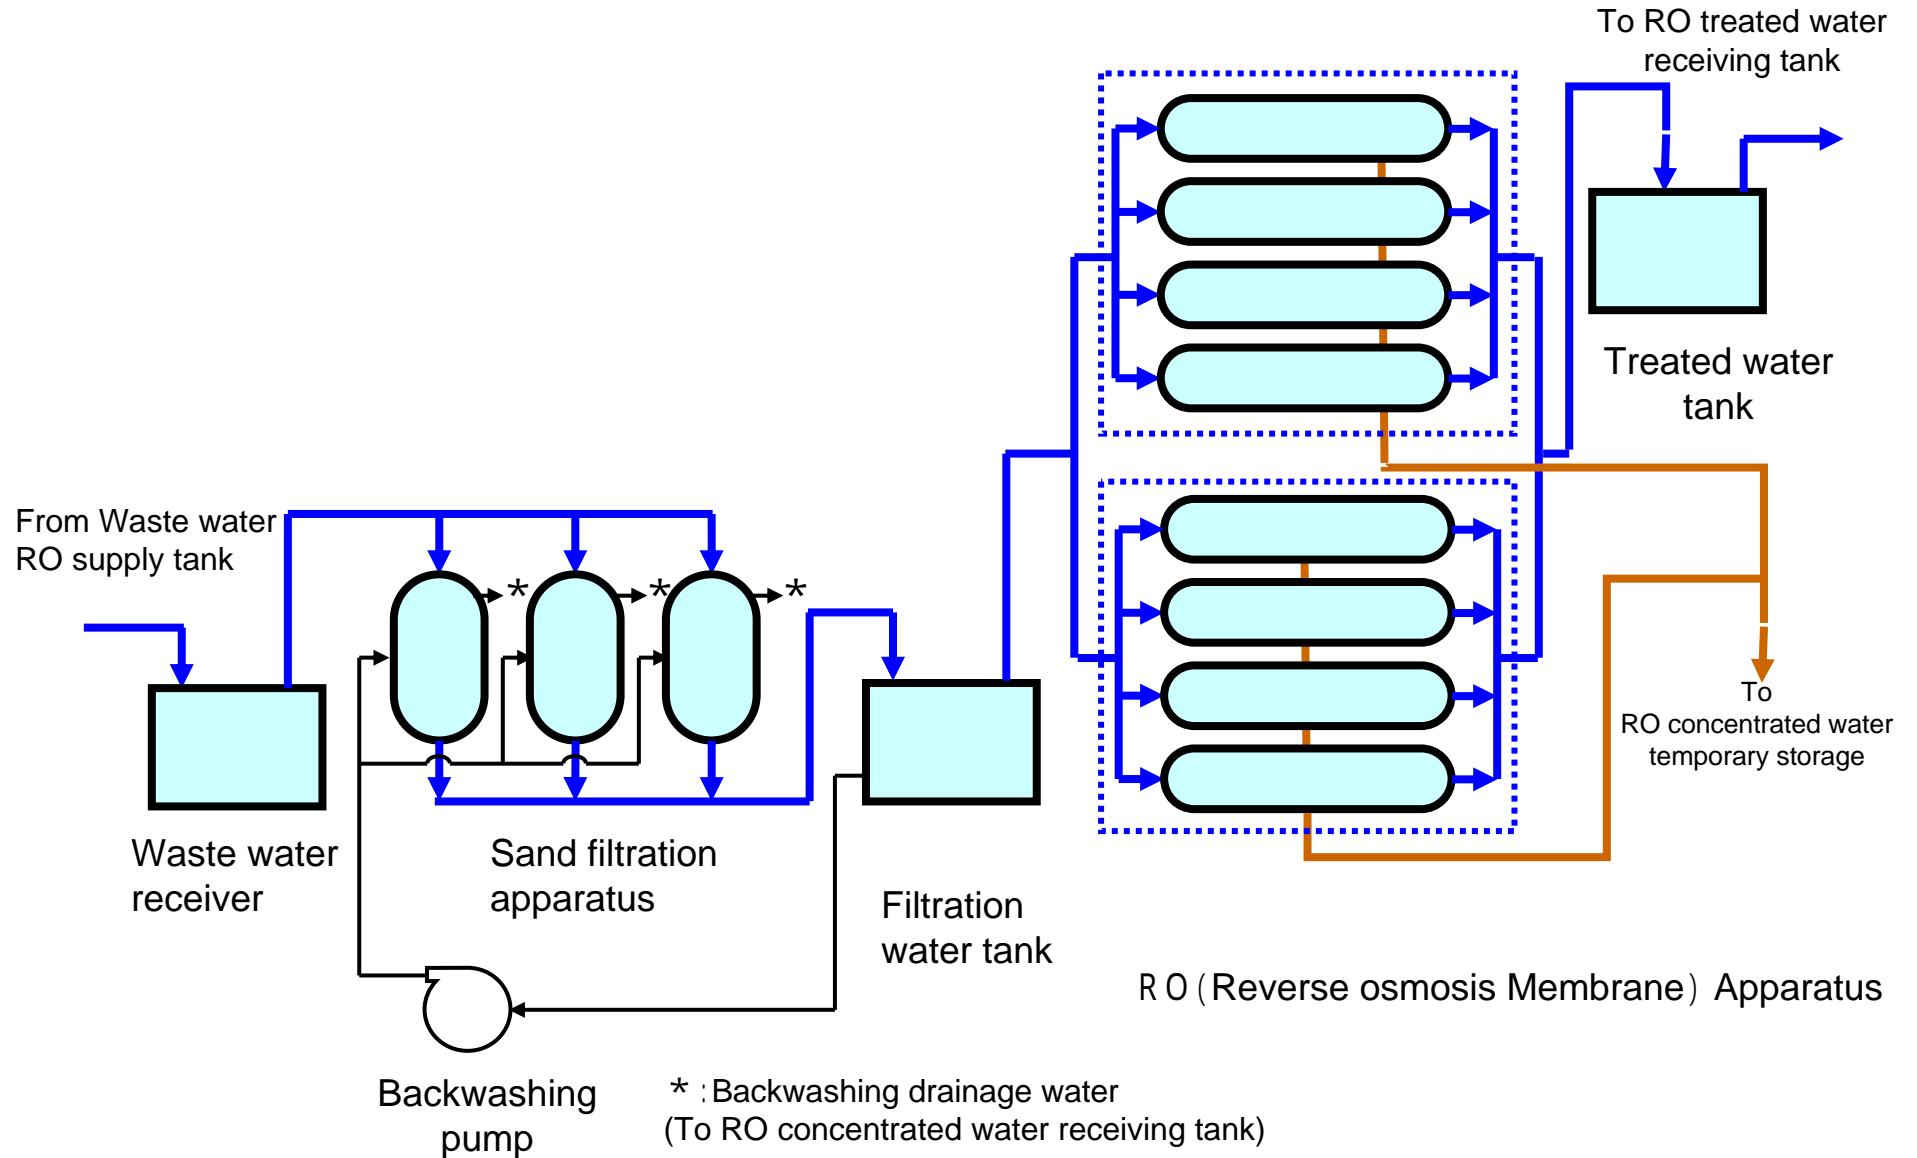 To RO treated water
receiving tank
Treated water
tank
From Waste water
RO supply tank
*
*
*
To
RO concentrated water
temporary storage
Waste water
receiver
Sand filtration
apparatus
Filtration
water tank
RO(Reverse osmosis Membrane) Apparatus
Backwashing
pump
* :Backwashing drainage water
(To RO concentrated water receiving tank)